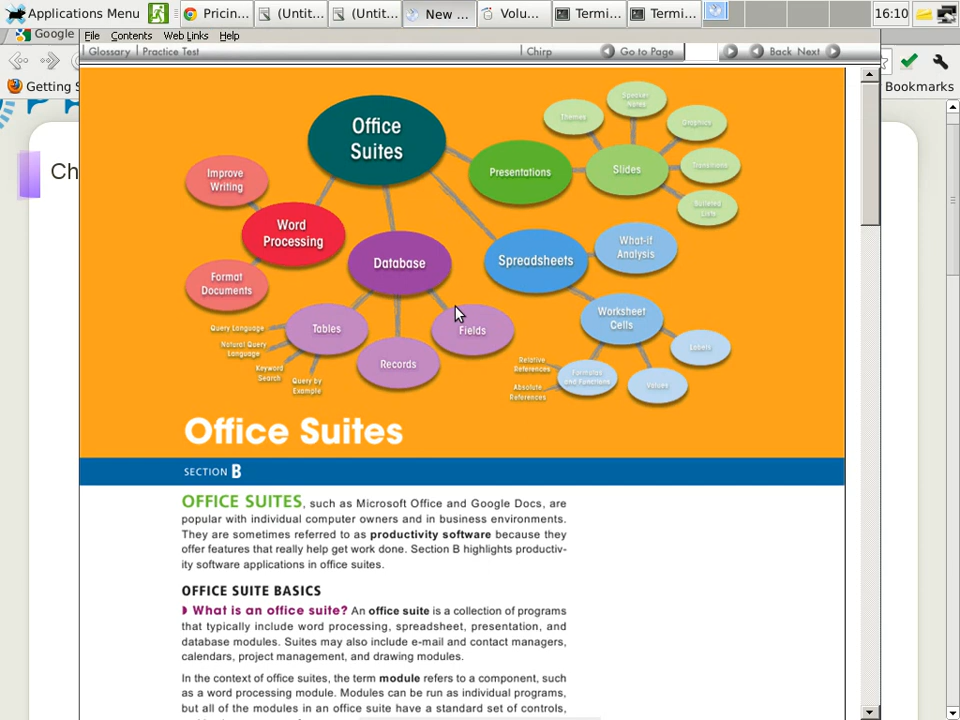 Applications Menu
Pricin...
(Untit...
(Untit...
New ...
Volu...
Termi...
Termi...
16:10
Google
File Contents Web Links Help
Glossary | Practice Test | Chirp Go to Page Back Next
Getting S
Bookmarks
Ch
Office
Suites
Improve
Writing
Word
Processing
Format
Documents
Database
Tables
Query Language
Natural Query
Language
Keyword
Search
Query by
Example
Records
Fields
Presentations
Slides
Themes
Speaker
Notes
Graphics
Transitions
Bulleted
Lists
Spreadsheets
What-if
Analysis
Worksheet
Cells
Labels
Values
Formulas
and Functions
Relative
References
Absolute
References
Office Suites
SECTION B
OFFICE SUITES, such as Microsoft Office and Google Docs, are
popular with individual computer owners and in business environments.
They are sometimes referred to as productivity software because they
offer features that really help get work done. Section B highlights productiv-
ity software applications in office suites.
OFFICE SUITE BASICS
What is an office suite? An office suite is a collection of programs
that typically include word processing, spreadsheet, presentation, and
database modules. Suites may also include e-mail and contact managers,
calendars, project management, and drawing modules.
In the context of office suites, the term module refers to a component, such
as a word processing module. Modules can be run as individual programs,
but all of the modules in an office suite have a standard set of controls,